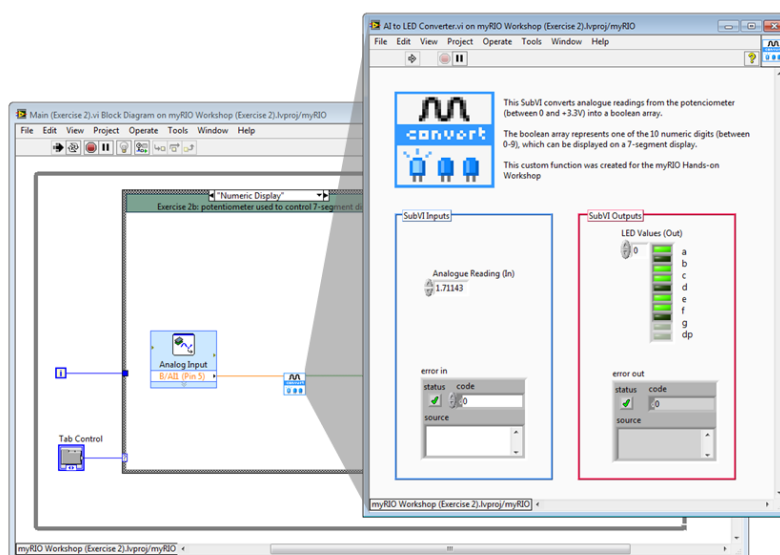 AI to LED Converter.vi on myRIO Workshop (Exercise 2).lvproj/myRIO
File Edit View Project Operate Tools Window Help
convert
This SubVI converts analogue readings from the potenciometer
(between 0 and +3.3V) into a boolean array.
The boolean array represents one of the 10 numeric digits (between
0-9), which can be displayed on a 7-segment display.
This custom function was created for the myRIO Hands-on
Workshop
SubVI Inputs
Analogue Reading (In)
1.71143
error in
status code
0
source
SubVI Outputs
LED Values (Out)
0
a
b
c
d
e
f
g
dp
error out
status code
0
source
myRIO Workshop (Exercise 2).lvproj/myRIO
Main (Exercise 2).vi Block Diagram on myRIO Workshop (Exercise 2).lvproj/myRIO
File Edit View Project Operate Tools Window Help
"Numeric Display"
Exercise 2b: potentiometer used to control 7-segment di
Analog Input
B/AI1 (Pin 5)
i
Tab Control
myRIO Workshop (Exercise 2).lvproj/myRIO